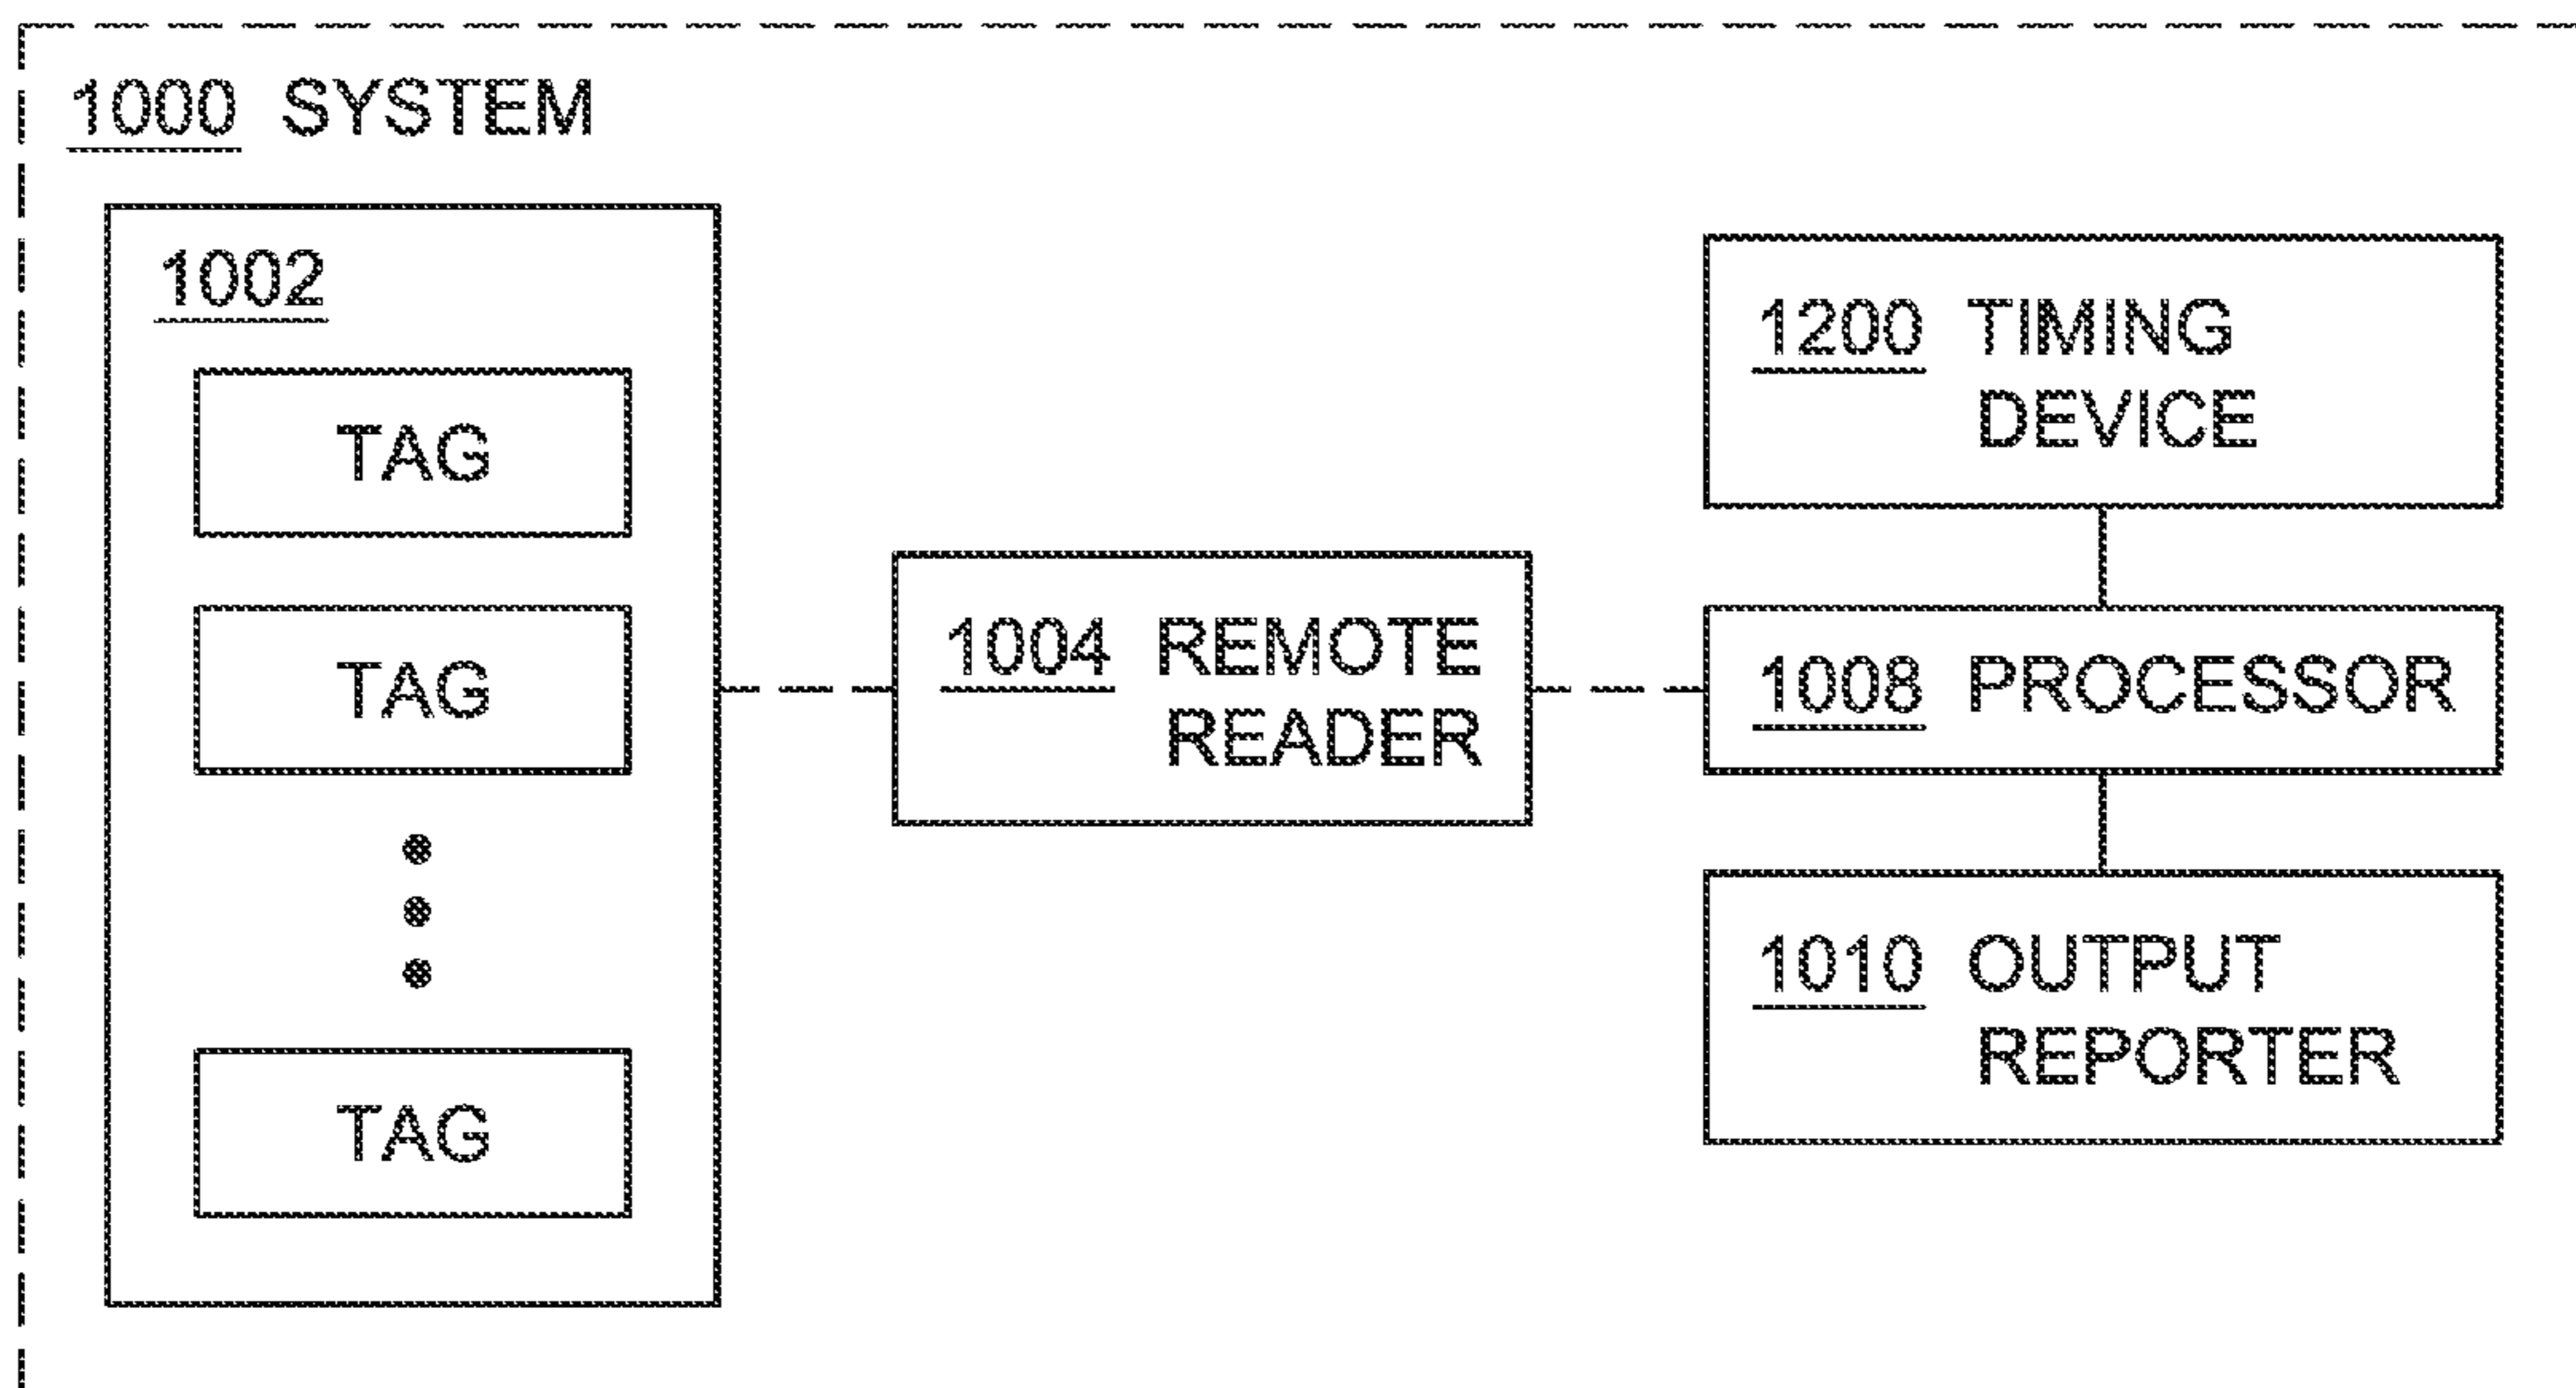 1000 SYSTEM
1002
TAG
TAG
TAG
1004 REMOTE
READER
1200 TIMING
DEVICE
1008 PROCESSOR
1010 OUTPUT
REPORTER